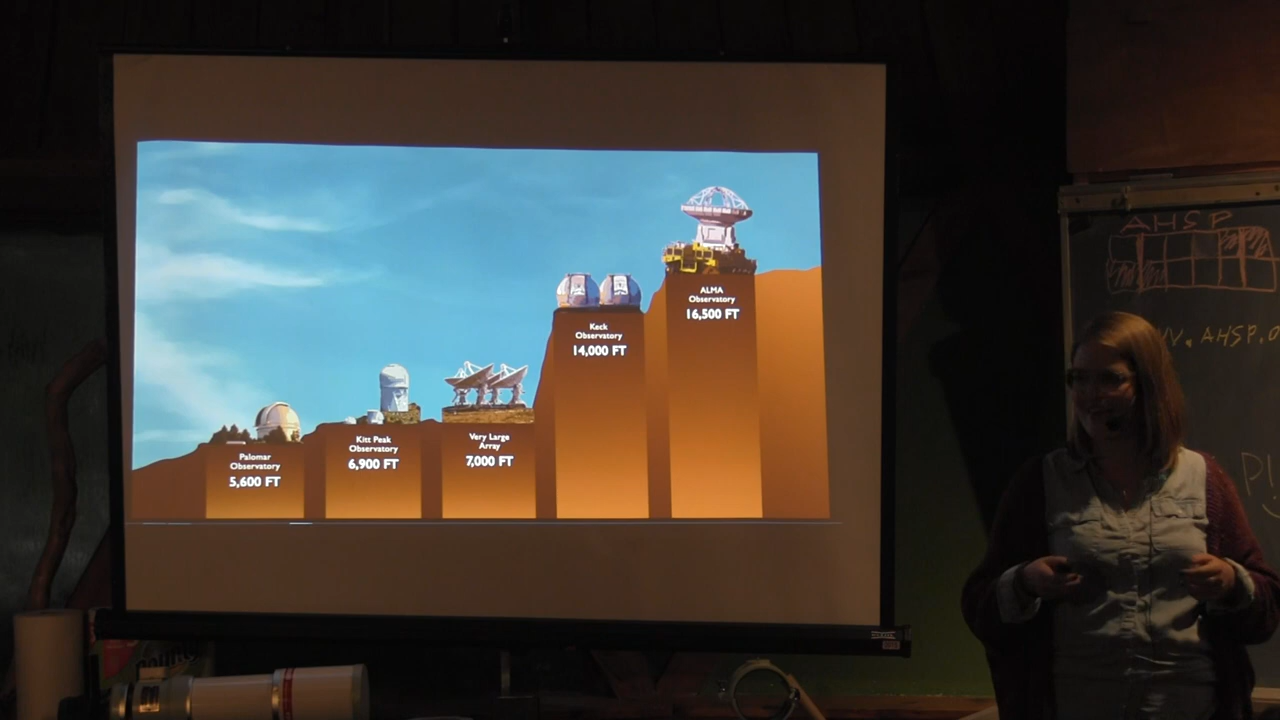 Palomar
Observatory
5,600 FT
Kitt Peak
Observatory
6,900 FT
Very Large
Array
7,000 FT
Keck
Observatory
14,000 FT
ALMA
Observatory
16,500 FT
AHSP
.AHSP.